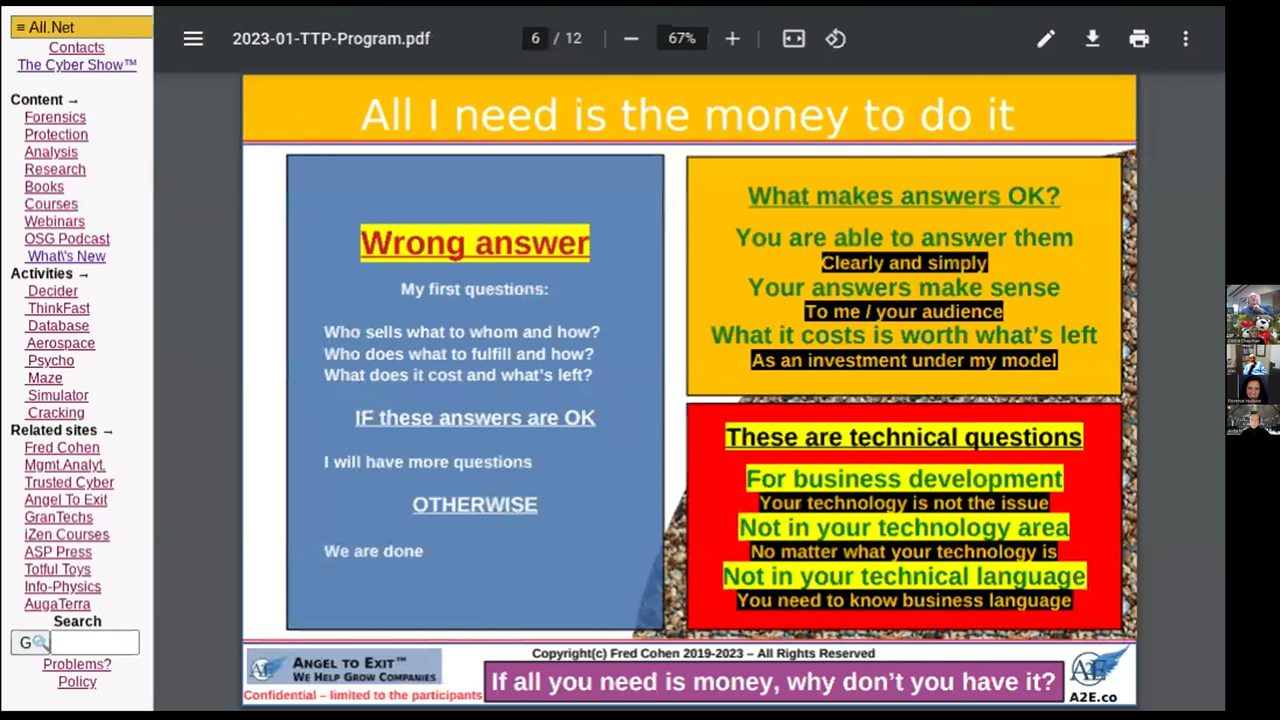 ≡ All.Net
Contacts
The Cyber Show™
Content →
Forensics
Protection
Analysis
Research
Books
Courses
Webinars
OSG Podcast
What\'s New
Activities →
Decider
ThinkFast
Database
Aerospace
Psycho
Maze
Simulator
Cracking
Related sites →
Fred Cohen
Mgmt.Analyt.
Trusted Cyber
Angel To Exit
GranTechs
iZen Courses
ASP Press
Totful Toys
Info-Physics
AugaTerra
Search
G
Problems?
Policy
2023-01-TTP-Program.pdf
6 / 12
67%
All I need is the money to do it
Wrong answer
My first questions:
Who sells what to whom and how?
Who does what to fulfill and how?
What does it cost and what's left?
IF these answers are OK
I will have more questions
OTHERWISE
We are done
What makes answers OK?
You are able to answer them
Clearly and simply
Your answers make sense
To me / your audience
What it costs is worth what's left
As an investment under my model
These are technical questions
For business development
Your technology is not the issue
Not in your technology area
No matter what your technology is
Not in your technical language
You need to know business language
ANGEL TO EXIT™
WE HELP GROW COMPANIES
Confidential – limited to the participants
Copyright(c) Fred Cohen 2019-2023 – All Rights Reserved
If all you need is money, why don't you have it?
A2E
A2E.co